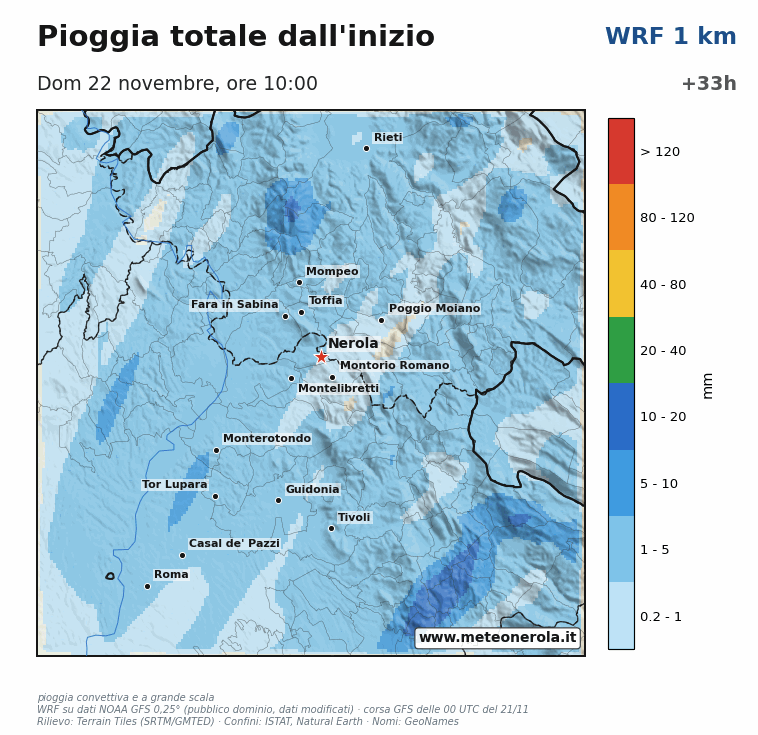 Pioggia totale dall'inizio
WRF 1 km
Dom 22 novembre, ore 10:00
+33h
Rieti
Mompeo
Toffia
Fara in Sabina
Poggio Moiano
Nerola
Montorio Romano
Montelibretti
Monterotondo
Tor Lupara
Guidonia
Tivoli
Casal de' Pazzi
Roma
www.meteonerola.it
> 120
80 - 120
40 - 80
20 - 40
10 - 20
5 - 10
1 - 5
0.2 - 1
mm
pioggia convettiva e a grande scala
WRF su dati NOAA GFS 0,25° (pubblico dominio, dati modificati) · corsa GFS delle 00 UTC del 21/11
Rilievo: Terrain Tiles (SRTM/GMTED) · Confini: ISTAT, Natural Earth · Nomi: GeoNames